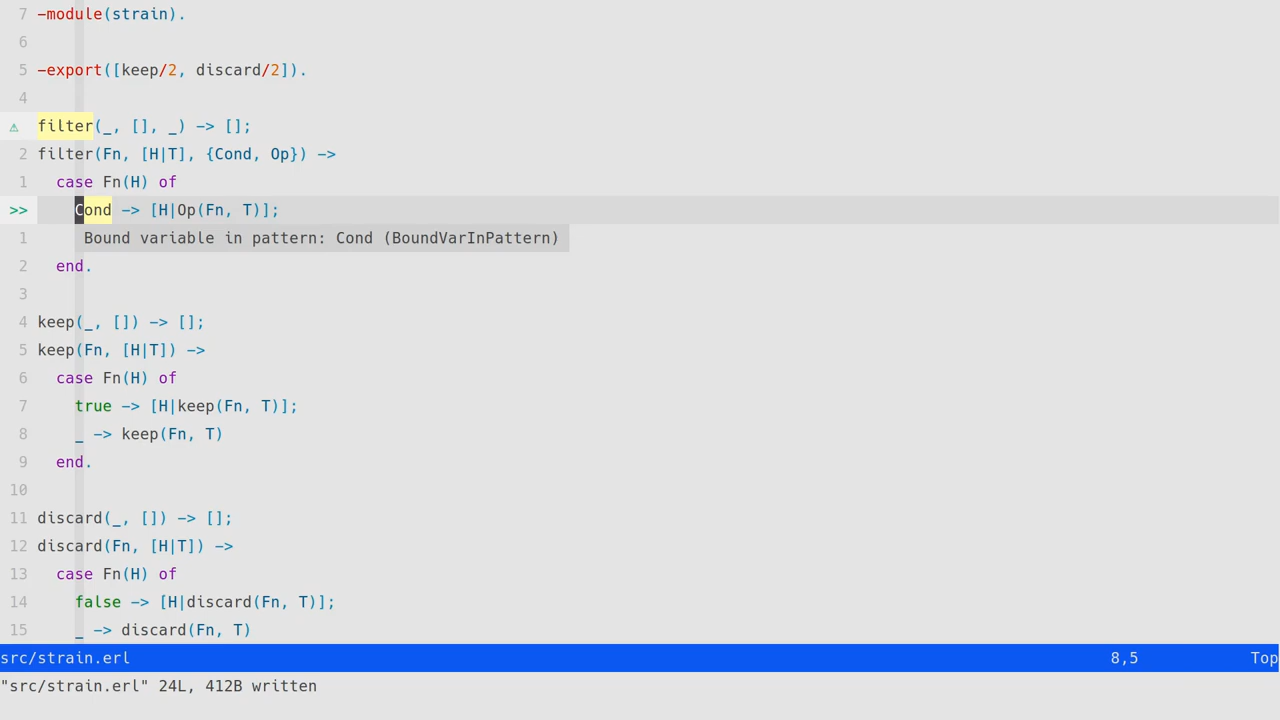 7 -module(strain).
6
5 -export([keep/2, discard/2]).
4
⚠ filter(_, [], _) -> [];
2 filter(Fn, [H|T], {Cond, Op}) ->
1   case Fn(H) of
>>     Cond -> [H|Op(Fn, T)];
1      Bound variable in pattern: Cond (BoundVarInPattern)
2   end.
3
4 keep(_, []) -> [];
5 keep(Fn, [H|T]) ->
6   case Fn(H) of
7     true -> [H|keep(Fn, T)];
8     _ -> keep(Fn, T)
9   end.
10
11 discard(_, []) -> [];
12 discard(Fn, [H|T]) ->
13   case Fn(H) of
14     false -> [H|discard(Fn, T)];
15     _ -> discard(Fn, T)
src/strain.erl 8,5 Top
"src/strain.erl" 24L, 412B written